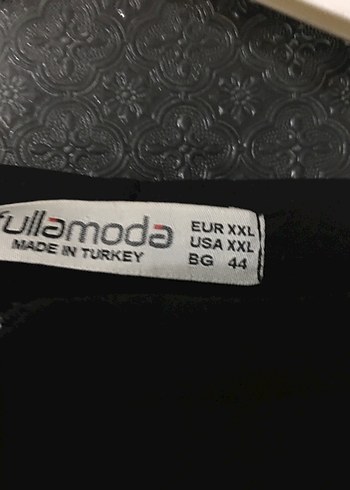 fullamoda
MADE IN TURKEY
EUR XXL
USA XXL
BG 44